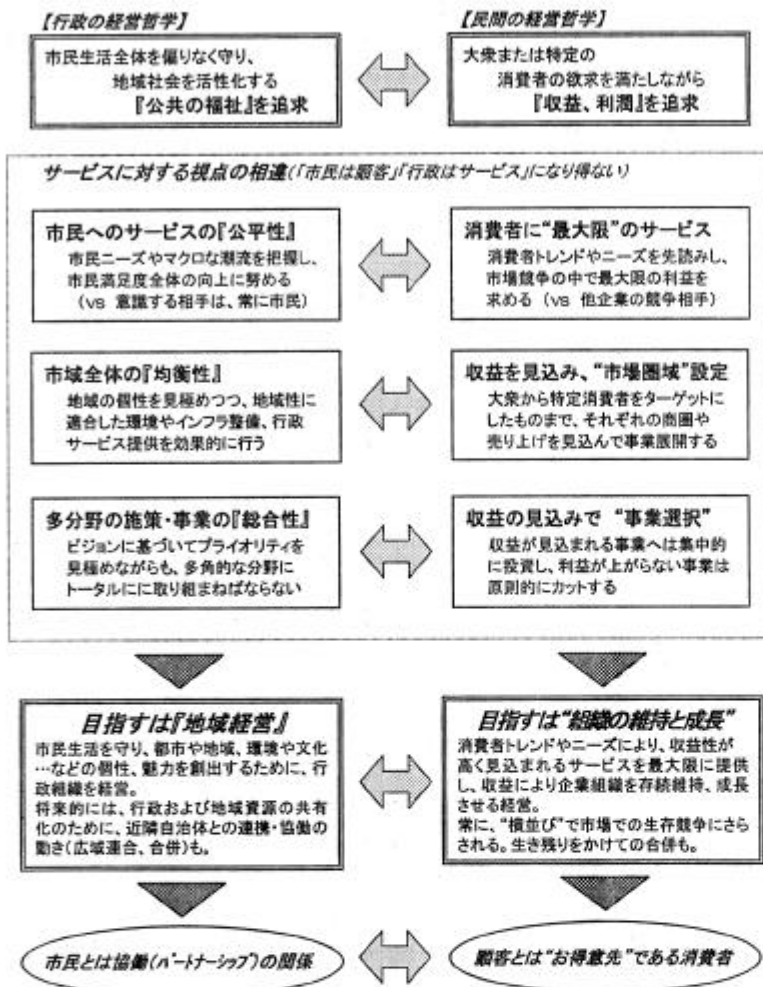 【行政の経営哲学】
【民間の経営哲学】
市民生活全体を偏りなく守り、
地域社会を活性化する
『公共の福祉』を追求
大衆または特定の
消費者の欲求を満たしながら
『収益、利潤』を追求
サービスに対する視点の相違(「市民は顧客」「行政はサービス」になり得ない)
市民へのサービスの『公平性』
市民ニーズやマクロな潮流を把握し、
市民満足度全体の向上に努める
(vs 意識する相手は、常に市民)
消費者に“最大限”のサービス
消費者トレンドやニーズを先読みし、
市場競争の中で最大限の利益を
求める (vs 他企業の競争相手)
市域全体の『均衡性』
地域の個性を見極めつつ、地域性に
適合した環境やインフラ整備、行政
サービス提供を効果的に行う
収益を見込み、“市場圏域”設定
大衆から特定消費者をターゲットに
したものまで、それぞれの商圏や
売り上げを見込んで事業展開する
多分野の施策・事業の『総合性』
ビジョンに基づいてプライオリティを
見極めながらも、多角的な分野に
トータルにに取り組まねばならない
収益の見込みで “事業選択”
収益が見込まれる事業へは集中的
に投資し、利益が上がらない事業は
原則的にカットする
目指すは『地域経営』
市民生活を守り、都市や地域、環境や文化
…などの個性、魅力を創出するために、行
政組織を経営。
将来的には、行政および地域資源の共有
化のために、近隣自治体との連携・協働の
動き(広域連合、合併)も。
目指すは“組織の維持と成長”
消費者トレンドやニーズにより、収益性が
高く見込まれるサービスを最大限に提供
し、収益により企業組織を存続維持、成長
させる経営。
常に、“横並び”で市場での生存競争にさら
される。生き残りをかけての合併も。
市民とは協働(パートナーシップ)の関係
顧客とは“お得意先”である消費者